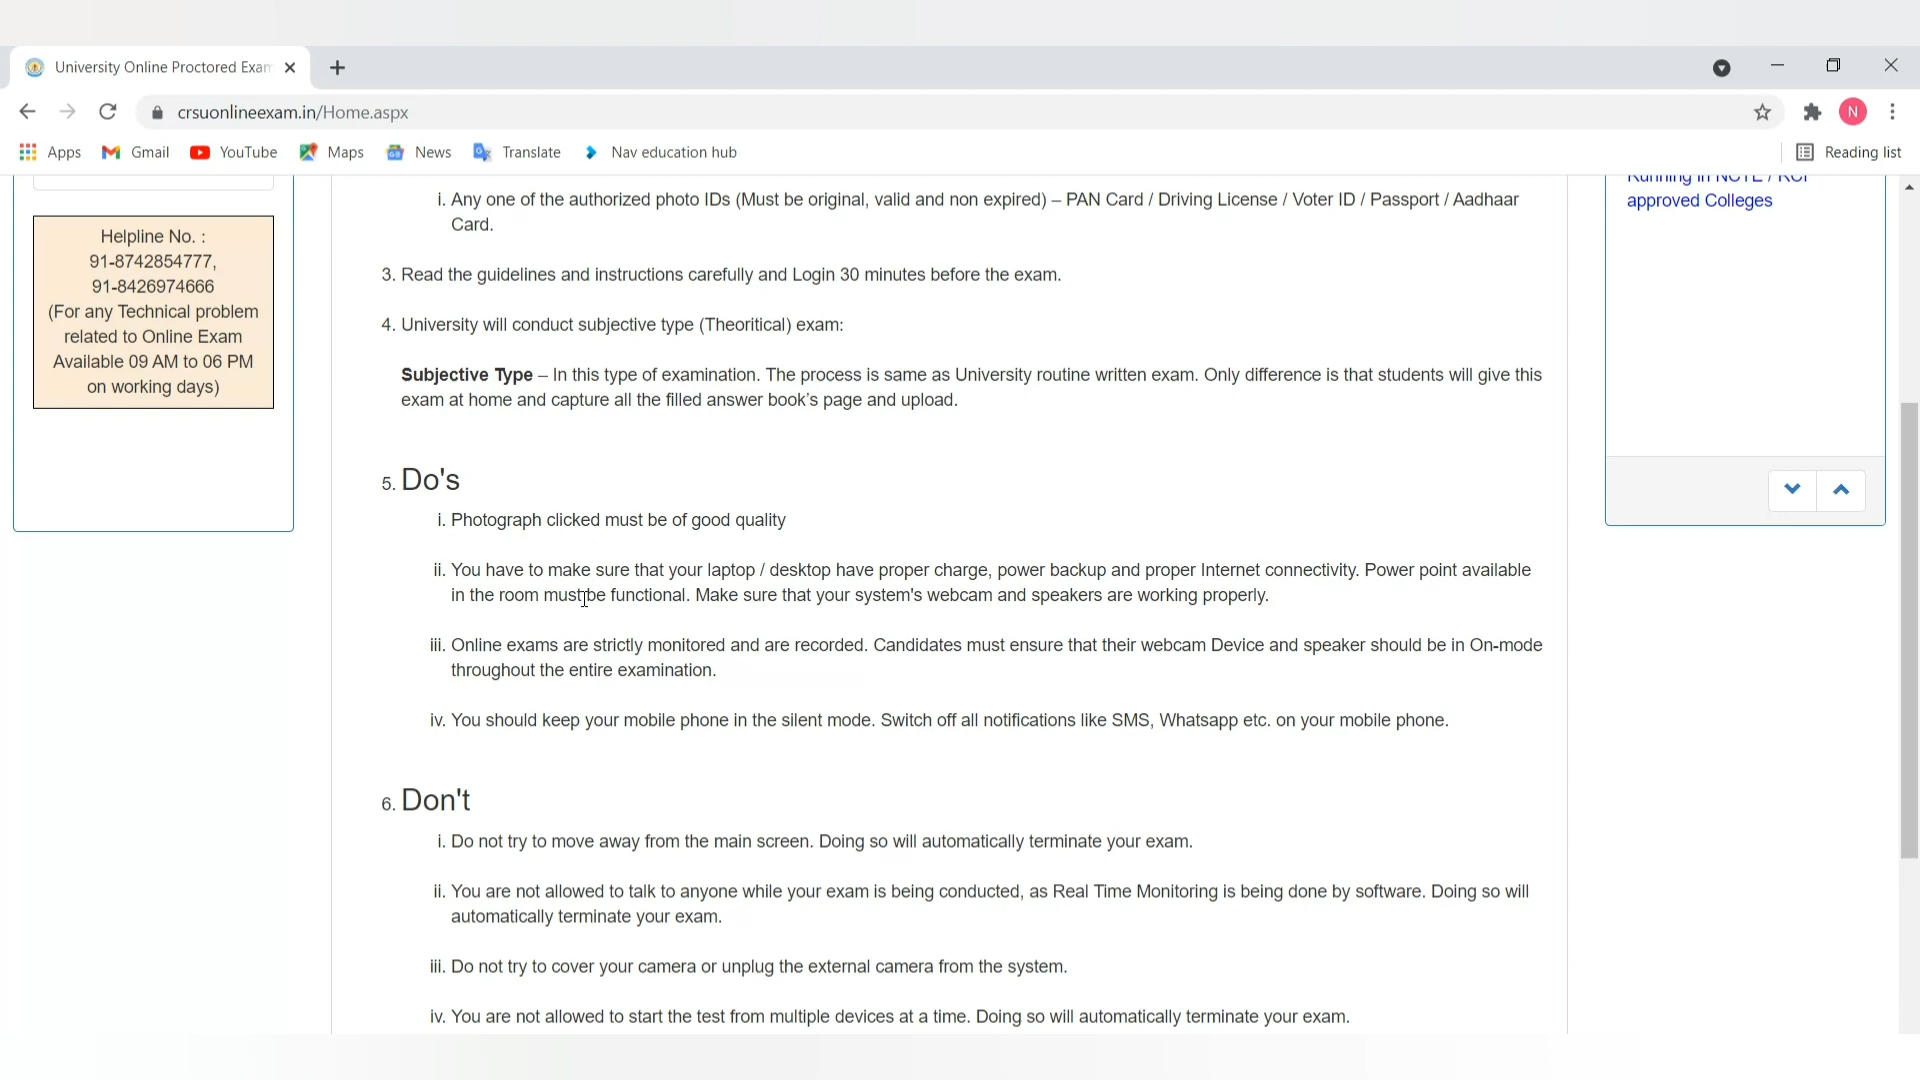 University Online Proctored Exam
crsuonlineexam.in/Home.aspx
N
Apps
Gmail
YouTube
Maps
News
Translate
Nav education hub
Reading list
Helpline No. :
91-8742854777,
91-8426974666
(For any Technical problem
related to Online Exam
Available 09 AM to 06 PM
on working days)
i. Any one of the authorized photo IDs (Must be original, valid and non expired) – PAN Card / Driving License / Voter ID / Passport / Aadhaar
Card.
3. Read the guidelines and instructions carefully and Login 30 minutes before the exam.
4. University will conduct subjective type (Theoritical) exam:
Subjective Type – In this type of examination. The process is same as University routine written exam. Only difference is that students will give this
exam at home and capture all the filled answer book's page and upload.
5. Do's
i. Photograph clicked must be of good quality
ii. You have to make sure that your laptop / desktop have proper charge, power backup and proper Internet connectivity. Power point available
in the room must be functional. Make sure that your system's webcam and speakers are working properly.
iii. Online exams are strictly monitored and are recorded. Candidates must ensure that their webcam Device and speaker should be in On-mode
throughout the entire examination.
iv. You should keep your mobile phone in the silent mode. Switch off all notifications like SMS, Whatsapp etc. on your mobile phone.
6. Don't
i. Do not try to move away from the main screen. Doing so will automatically terminate your exam.
ii. You are not allowed to talk to anyone while your exam is being conducted, as Real Time Monitoring is being done by software. Doing so will
automatically terminate your exam.
iii. Do not try to cover your camera or unplug the external camera from the system.
iv. You are not allowed to start the test from multiple devices at a time. Doing so will automatically terminate your exam.
Running in NCTE / RCI
approved Colleges